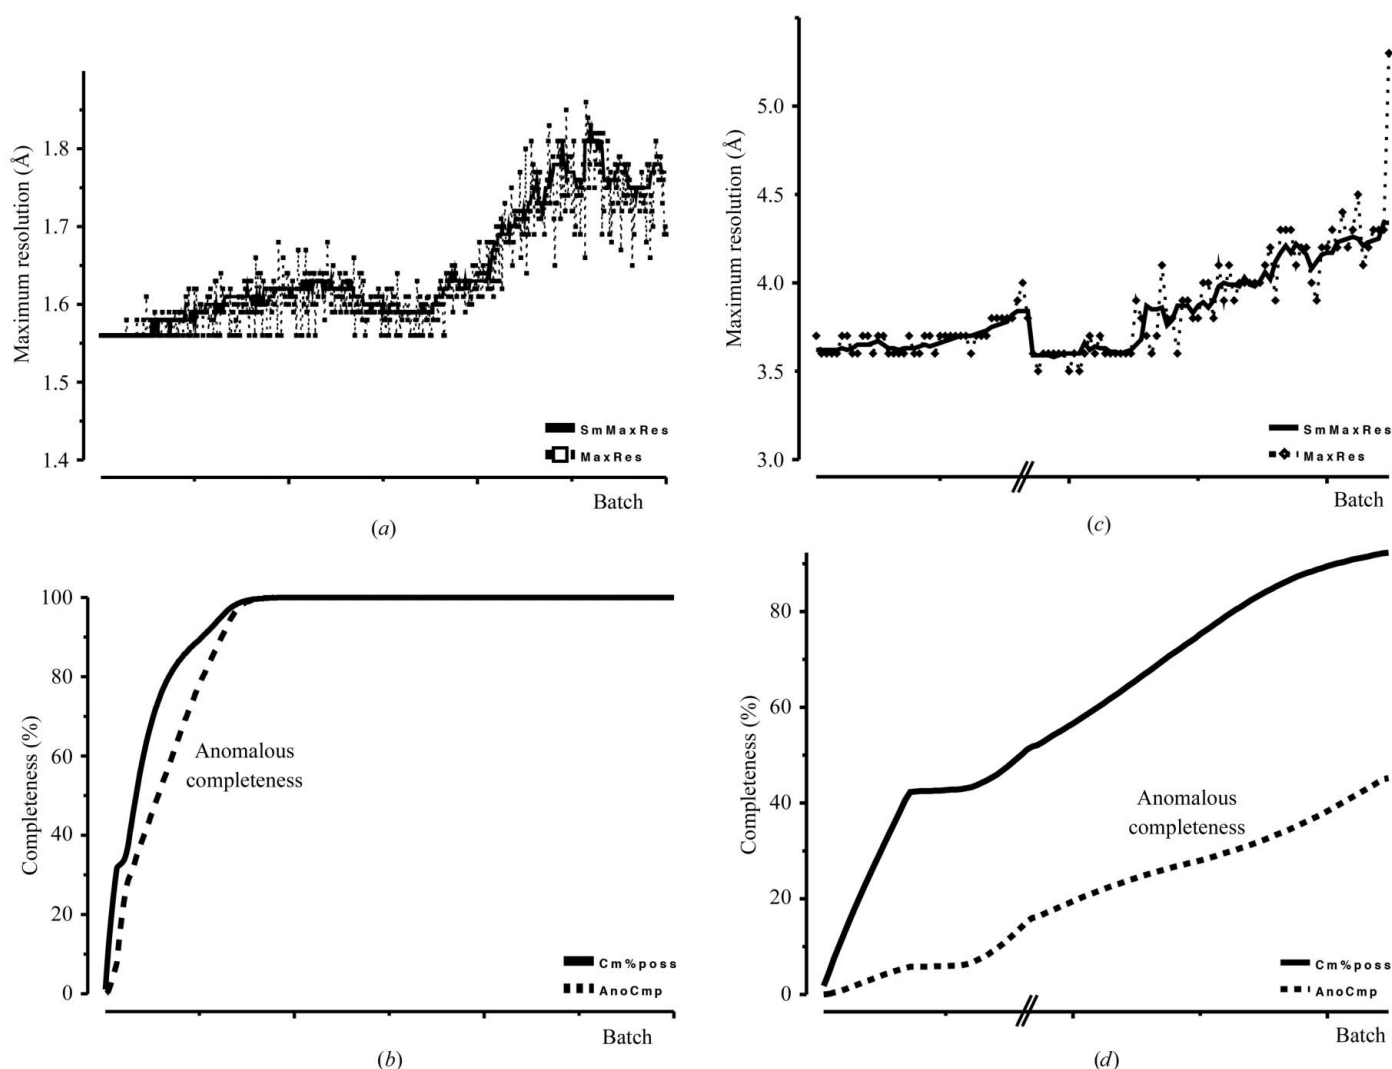 Maximum resolution (Å)
1.8
1.7
1.6
1.5
1.4
SmMaxRes
MaxRes
Batch
(a)
Maximum resolution (Å)
5.0
4.5
4.0
3.5
3.0
SmMaxRes
MaxRes
Batch
(c)
Completeness (%)
100
80
60
40
20
0
Anomalous
completeness
Cm%poss
AnoCmp
Batch
(b)
Completeness (%)
80
60
40
20
0
Anomalous
completeness
Cm%poss
AnoCmp
Batch
(d)